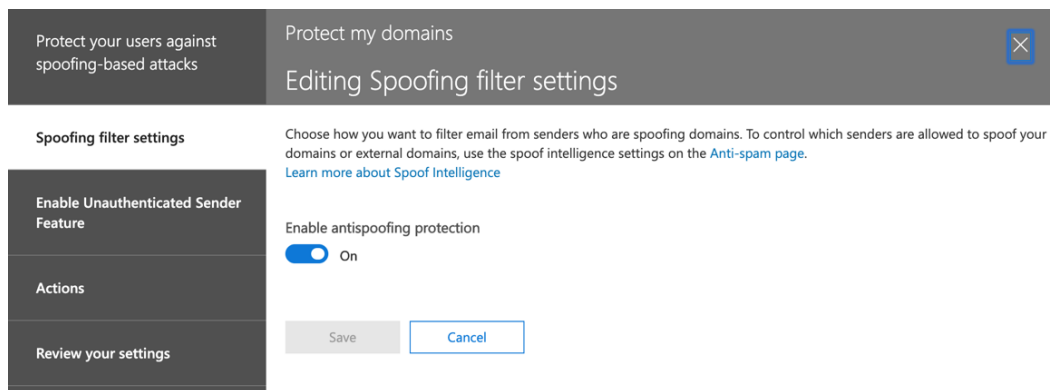 Protect your users against
spoofing-based attacks
Spoofing filter settings
Enable Unauthenticated Sender
Feature
Actions
Review your settings
Protect my domains
Editing Spoofing filter settings
Choose how you want to filter email from senders who are spoofing domains. To control which senders are allowed to spoof your
domains or external domains, use the spoof intelligence settings on the Anti-spam page.
Learn more about Spoof Intelligence
Enable antispoofing protection
On
Save
Cancel